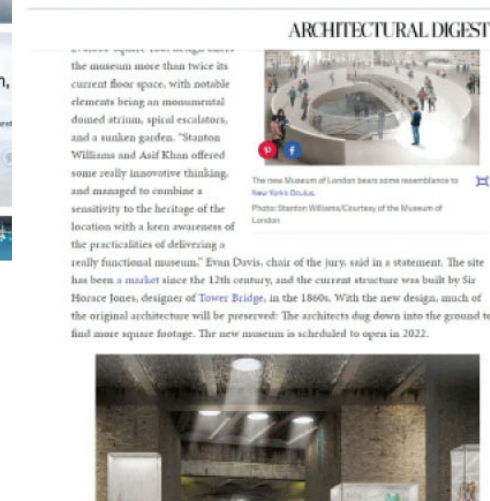 ARCHITECTURAL DIGEST
the museum more than twice its
current floor space, with notable
elements being an monumental
domed atrium, spiral escalators,
and a sunken garden. "Stanton
Williams and Asif Khan offered
some really innovative thinking,
and managed to combine a
sensitivity to the heritage of the
location with a keen awareness of
the practicalities of delivering a
The new Museum of London bears some resemblance to
New York's Oculus.
Photo: Stanton Williams/Courtesy of the Museum of
London
really functional museum," Evan Davis, chair of the jury, said in a statement. The site
has been a market since the 12th century, and the current structure was built by Sir
Horace Jones, designer of Tower Bridge, in the 1860s. With the new design, much of
the original architecture will be preserved: The architects dug down into the ground to
find more square footage. The new museum is scheduled to open in 2022.